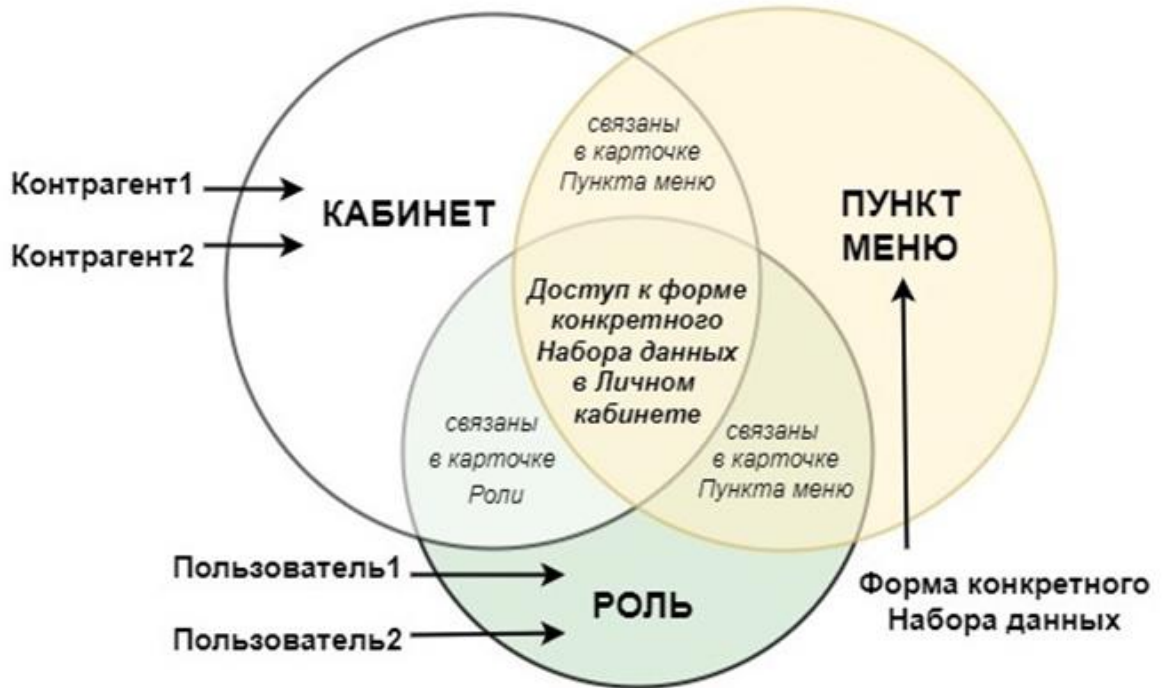 связаны
в карточке
Пункта меню
Контрагент1
КАБИНЕТ
ПУНКТ
МЕНЮ
Контрагент2
Доступ к форме
конкретного
Набора данных
в Личном
кабинете
связаны
в карточке
Роли
связаны
в карточке
Пункта меню
Пользователь1
РОЛЬ
Пользователь2
Форма конкретного
Набора данных